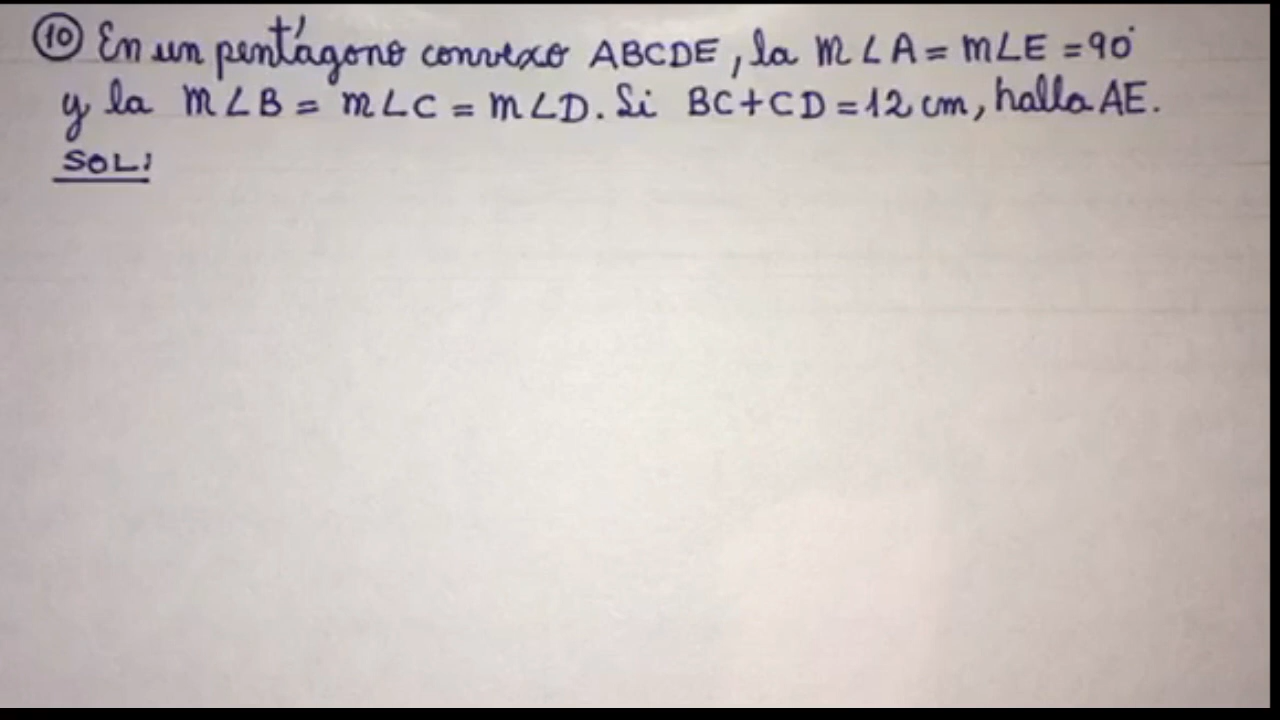 10 En un pentágono convexo ABCDE, la m∠A = m∠E = 90°
y la m∠B = m∠C = m∠D. Si BC + CD = 12 cm, halla AE.
SOL: